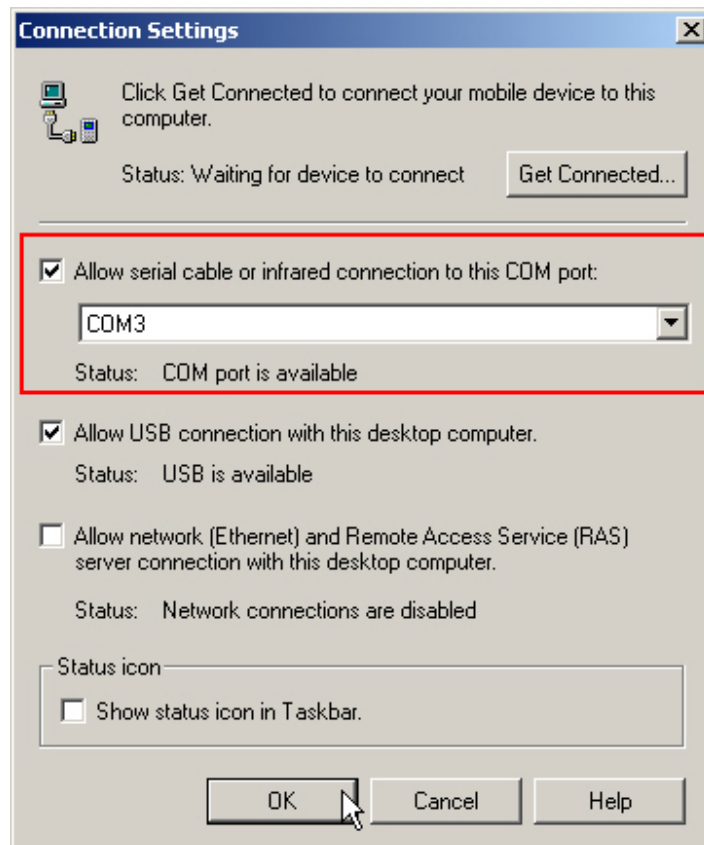 Connection Settings
Click Get Connected to connect your mobile device to this
computer.
Status: Waiting for device to connect Get Connected...
Allow serial cable or infrared connection to this COM port:
COM3
Status: COM port is available
Allow USB connection with this desktop computer.
Status: USB is available
Allow network (Ethernet) and Remote Access Service (RAS)
server connection with this desktop computer.
Status: Network connections are disabled
Status icon
Show status icon in Taskbar.
OK Cancel Help